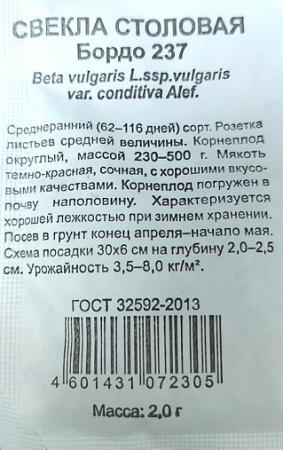 СВЕКЛА СТОЛОВАЯ
Бордо 237
Beta vulgaris L.ssp.vulgaris
var. conditiva Alef.
Среднеранний (62–116 дней) сорт. Розетка
листьев средней величины. Корнеплод
округлый, массой 230–500 г. Мякоть
темно-красная, сочная, с хорошими вкусо-
выми качествами. Корнеплод погружен в
почву наполовину. Характеризуется
хорошей лежкостью при зимнем хранении.
Посев в грунт конец апреля–начало мая.
Схема посадки 30х6 см на глубину 2,0–2,5
см. Урожайность 3,5–8,0 кг/м².
ГОСТ 32592-2013
4 601431 072305
Масса: 2,0 г